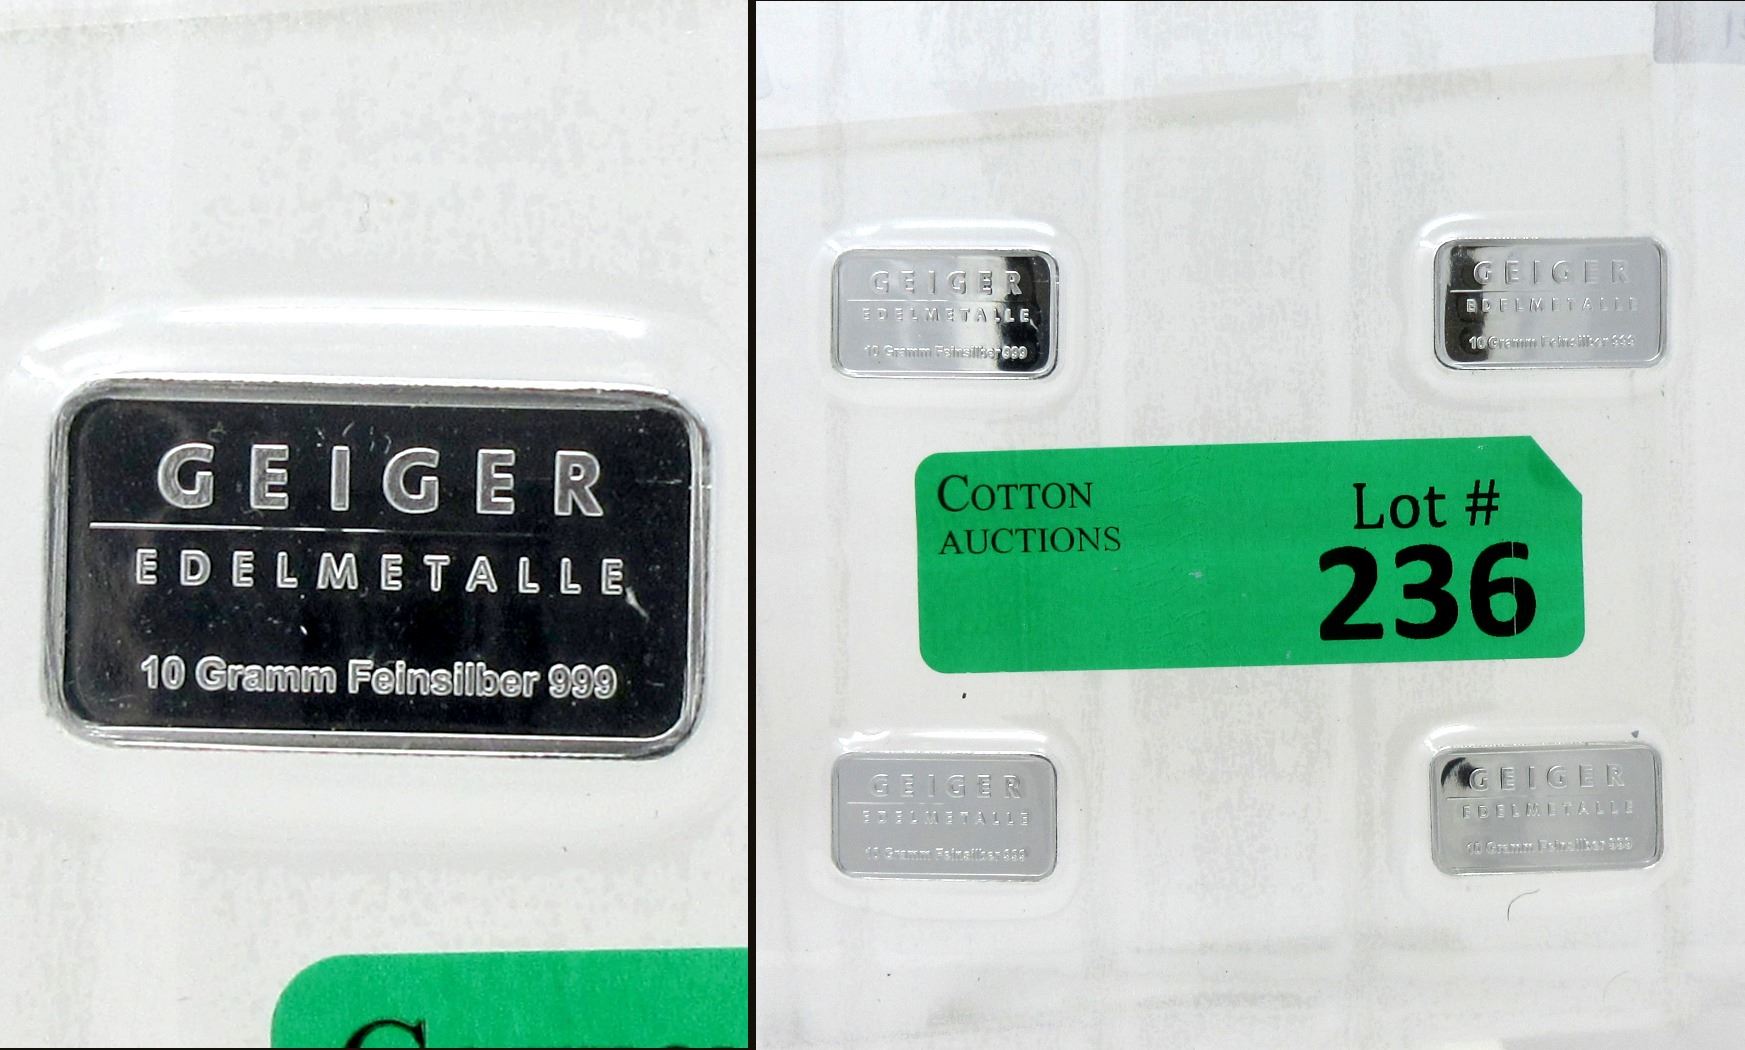 GEIGER
EDELMETALLE
10 Gramm Feinsilber 999
GEIGER
EDELMETALLE
10 Gramm Feinsilber 999
GEIGER
EDELMETALLE
10 Gramm Feinsilber 999
COTTON
AUCTIONS
Lot #
236
GEIGER
EDELMETALLE
10 Gramm Feinsilber 999
GEIGER
EDELMETALLE
10 Gramm Feinsilber 999